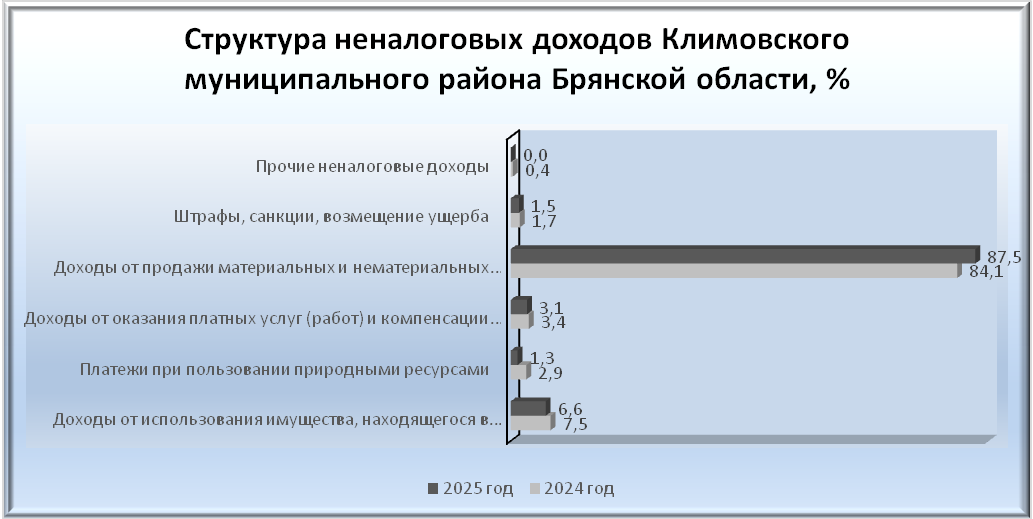 Структура неналоговых доходов Климовского
муниципального района Брянской области, %
Прочие неналоговые доходы
0,0
0,4
Штрафы, санкции, возмещение ущерба
1,5
1,7
Доходы от продажи материальных и нематериальных...
87,5
84,1
Доходы от оказания платных услуг (работ) и компенсации...
3,1
3,4
Платежи при пользовании природными ресурсами
1,3
2,9
Доходы от использования имущества, находящегося в...
6,6
7,5
2025 год
2024 год